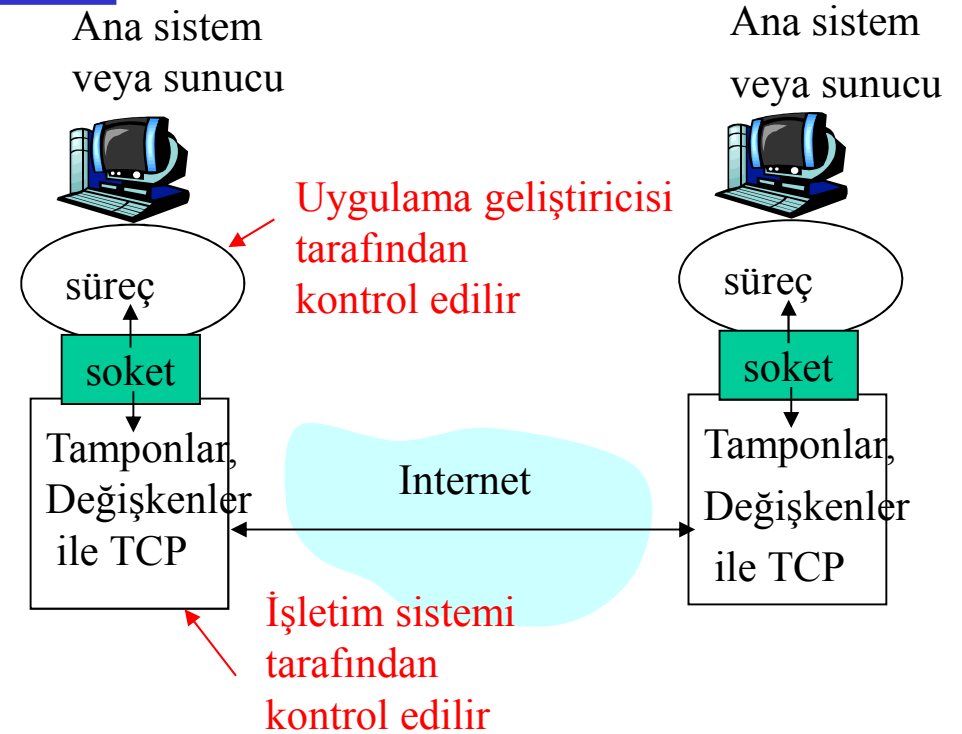 Ana sistem
veya sunucu
Ana sistem
veya sunucu
Uygulama geliştiricisi
tarafından
kontrol edilir
süreç
süreç
soket
soket
Tamponlar,
Değişkenler
ile TCP
Internet
Tamponlar,
Değişkenler
ile TCP
İşletim sistemi
tarafından
kontrol edilir